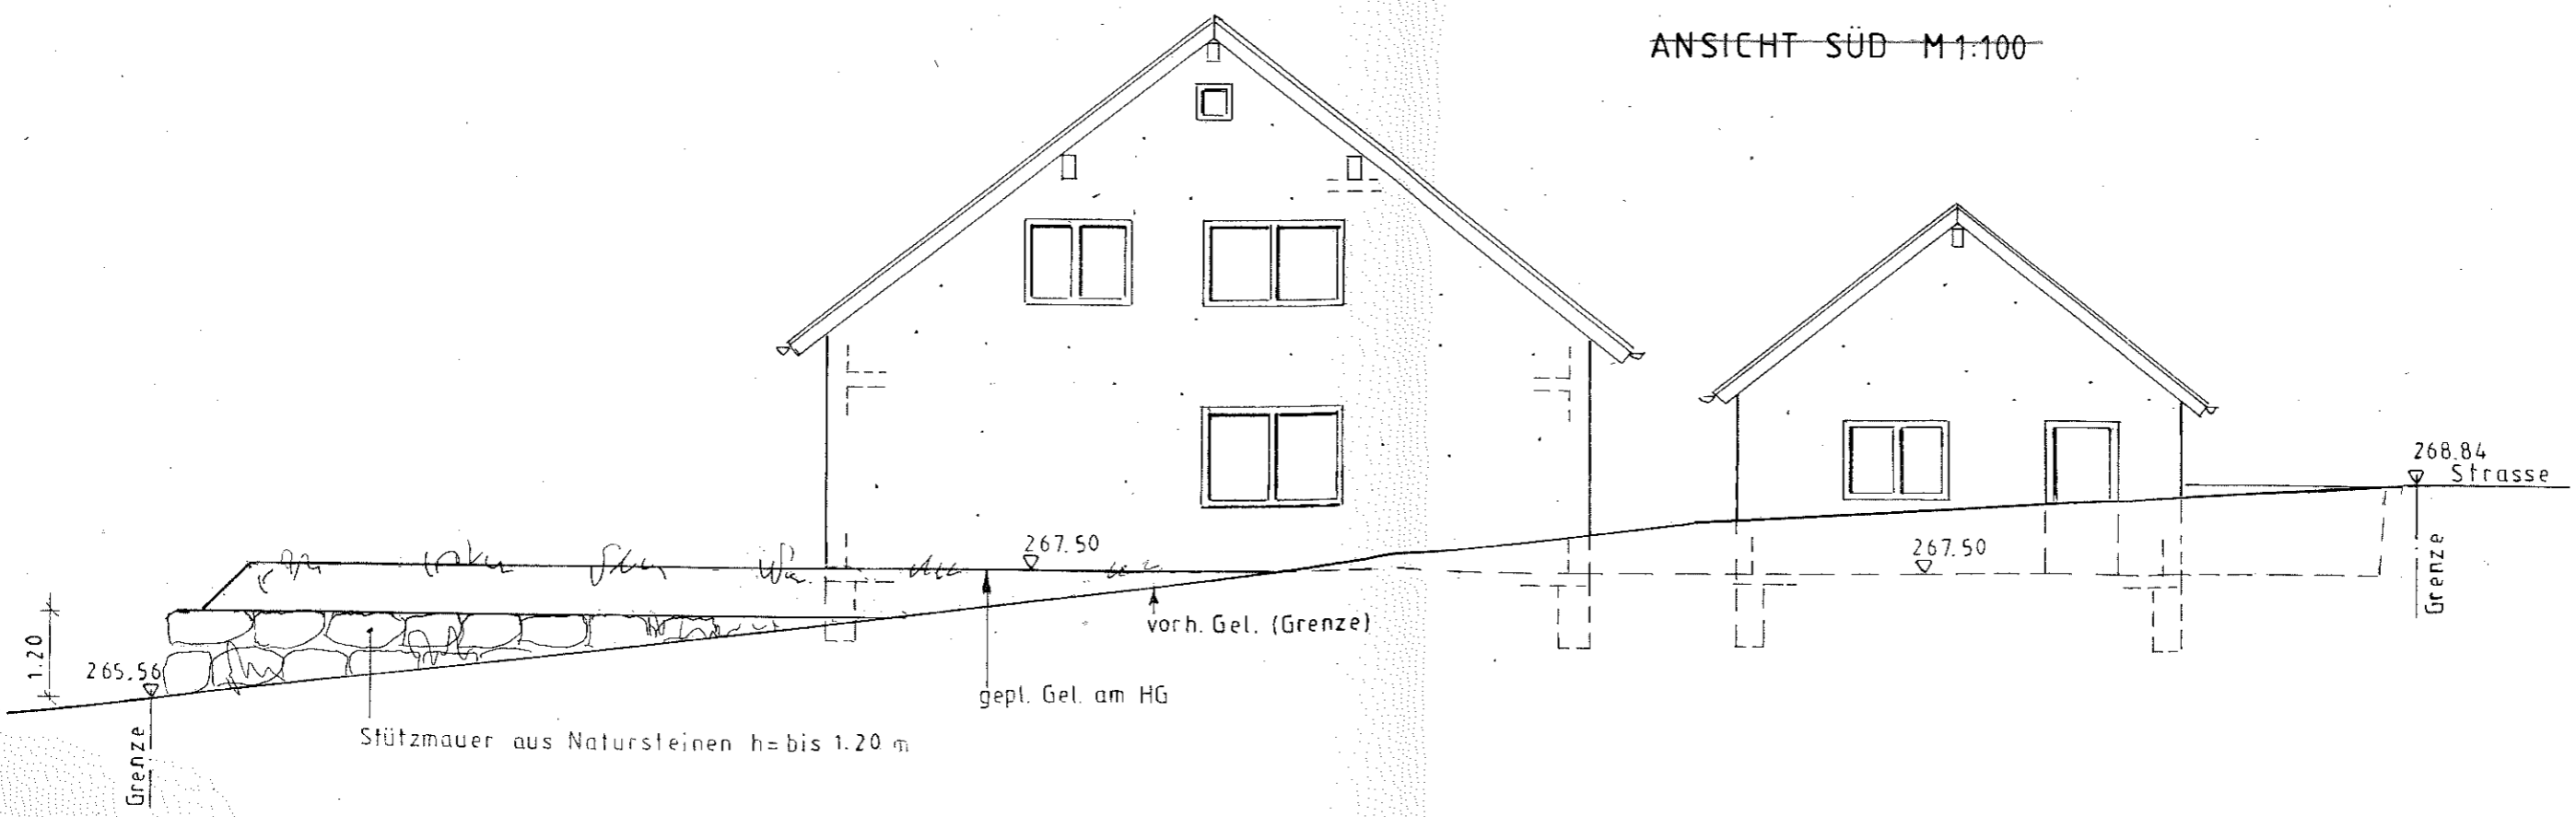 ANSICHT SÜD M 1:100
268.84
Strasse
267.50
267.50
Grenze
vorh. Gel. (Grenze)
1.20
265.56
gepl. Gel. am HG
Stützmauer aus Natursteinen h= bis 1.20 m
Grenze